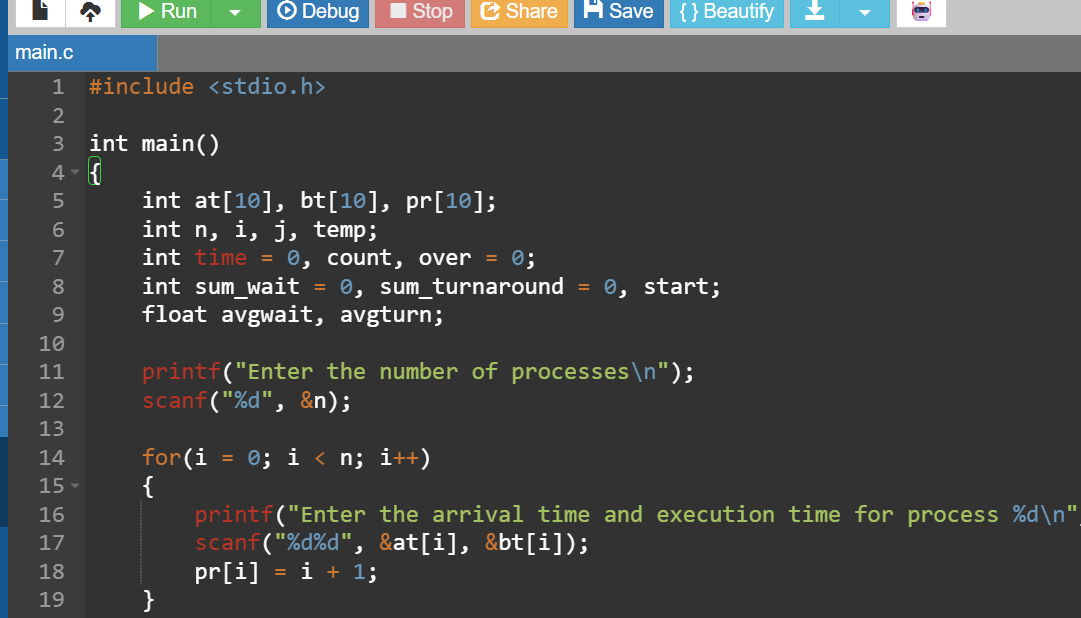 Run Debug Stop Share Save { } Beautify
main.c
1 #include <stdio.h>
2
3 int main()
4 {
5     int at[10], bt[10], pr[10];
6     int n, i, j, temp;
7     int time = 0, count, over = 0;
8     int sum_wait = 0, sum_turnaround = 0, start;
9     float avgwait, avgturn;
10
11     printf("Enter the number of processes\n");
12     scanf("%d", &n);
13
14     for(i = 0; i < n; i++)
15     {
16         printf("Enter the arrival time and execution time for process %d\n"
17         scanf("%d%d", &at[i], &bt[i]);
18         pr[i] = i + 1;
19     }